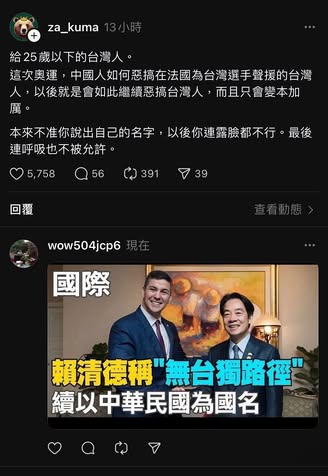 za_kuma 13小時
給25歲以下的台灣人。
這次奧運，中國人如何惡搞在法國為台灣選手聲援的台灣
人，以後就是會如此繼續惡搞台灣人，而且只會變本加
厲。
本來不准你說出自己的名字，以後你連露臉都不行。最後
連呼吸也不被允許。
5,758 56 391 39
回覆 查看動態
wow504jcp6 現在
國際
賴清德稱"無台獨路徑"
續以中華民國為國名